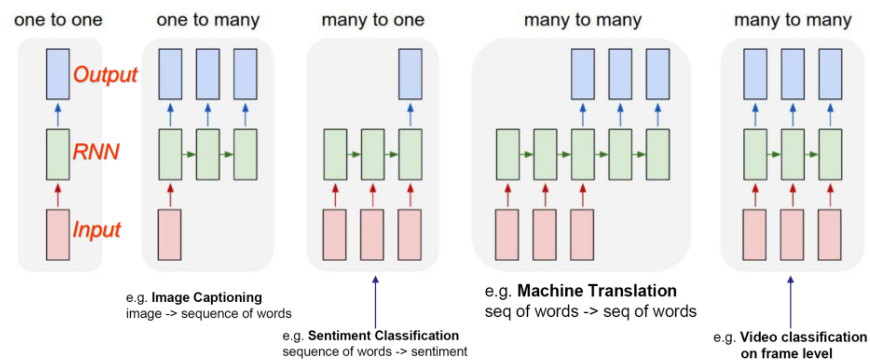 one to one
one to many
many to one
many to many
many to many
Output
RNN
Input
e.g. Image Captioning
image -> sequence of words
e.g. Sentiment Classification
sequence of words -> sentiment
e.g. Machine Translation
seq of words -> seq of words
e.g. Video classification
on frame level